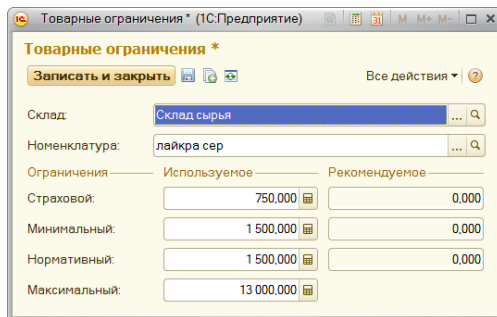 Товарные ограничения * (1С:Предприятие)
M M+ M-
Товарные ограничения *
Записать и закрыть Все действия
Склад: Склад сырья
Номенклатура: лайкра сер
Ограничения Используемое Рекомендуемое
Страховой: 750,000 0,000
Минимальный: 1 500,000 0,000
Нормативный: 1 500,000 0,000
Максимальный: 13 000,000